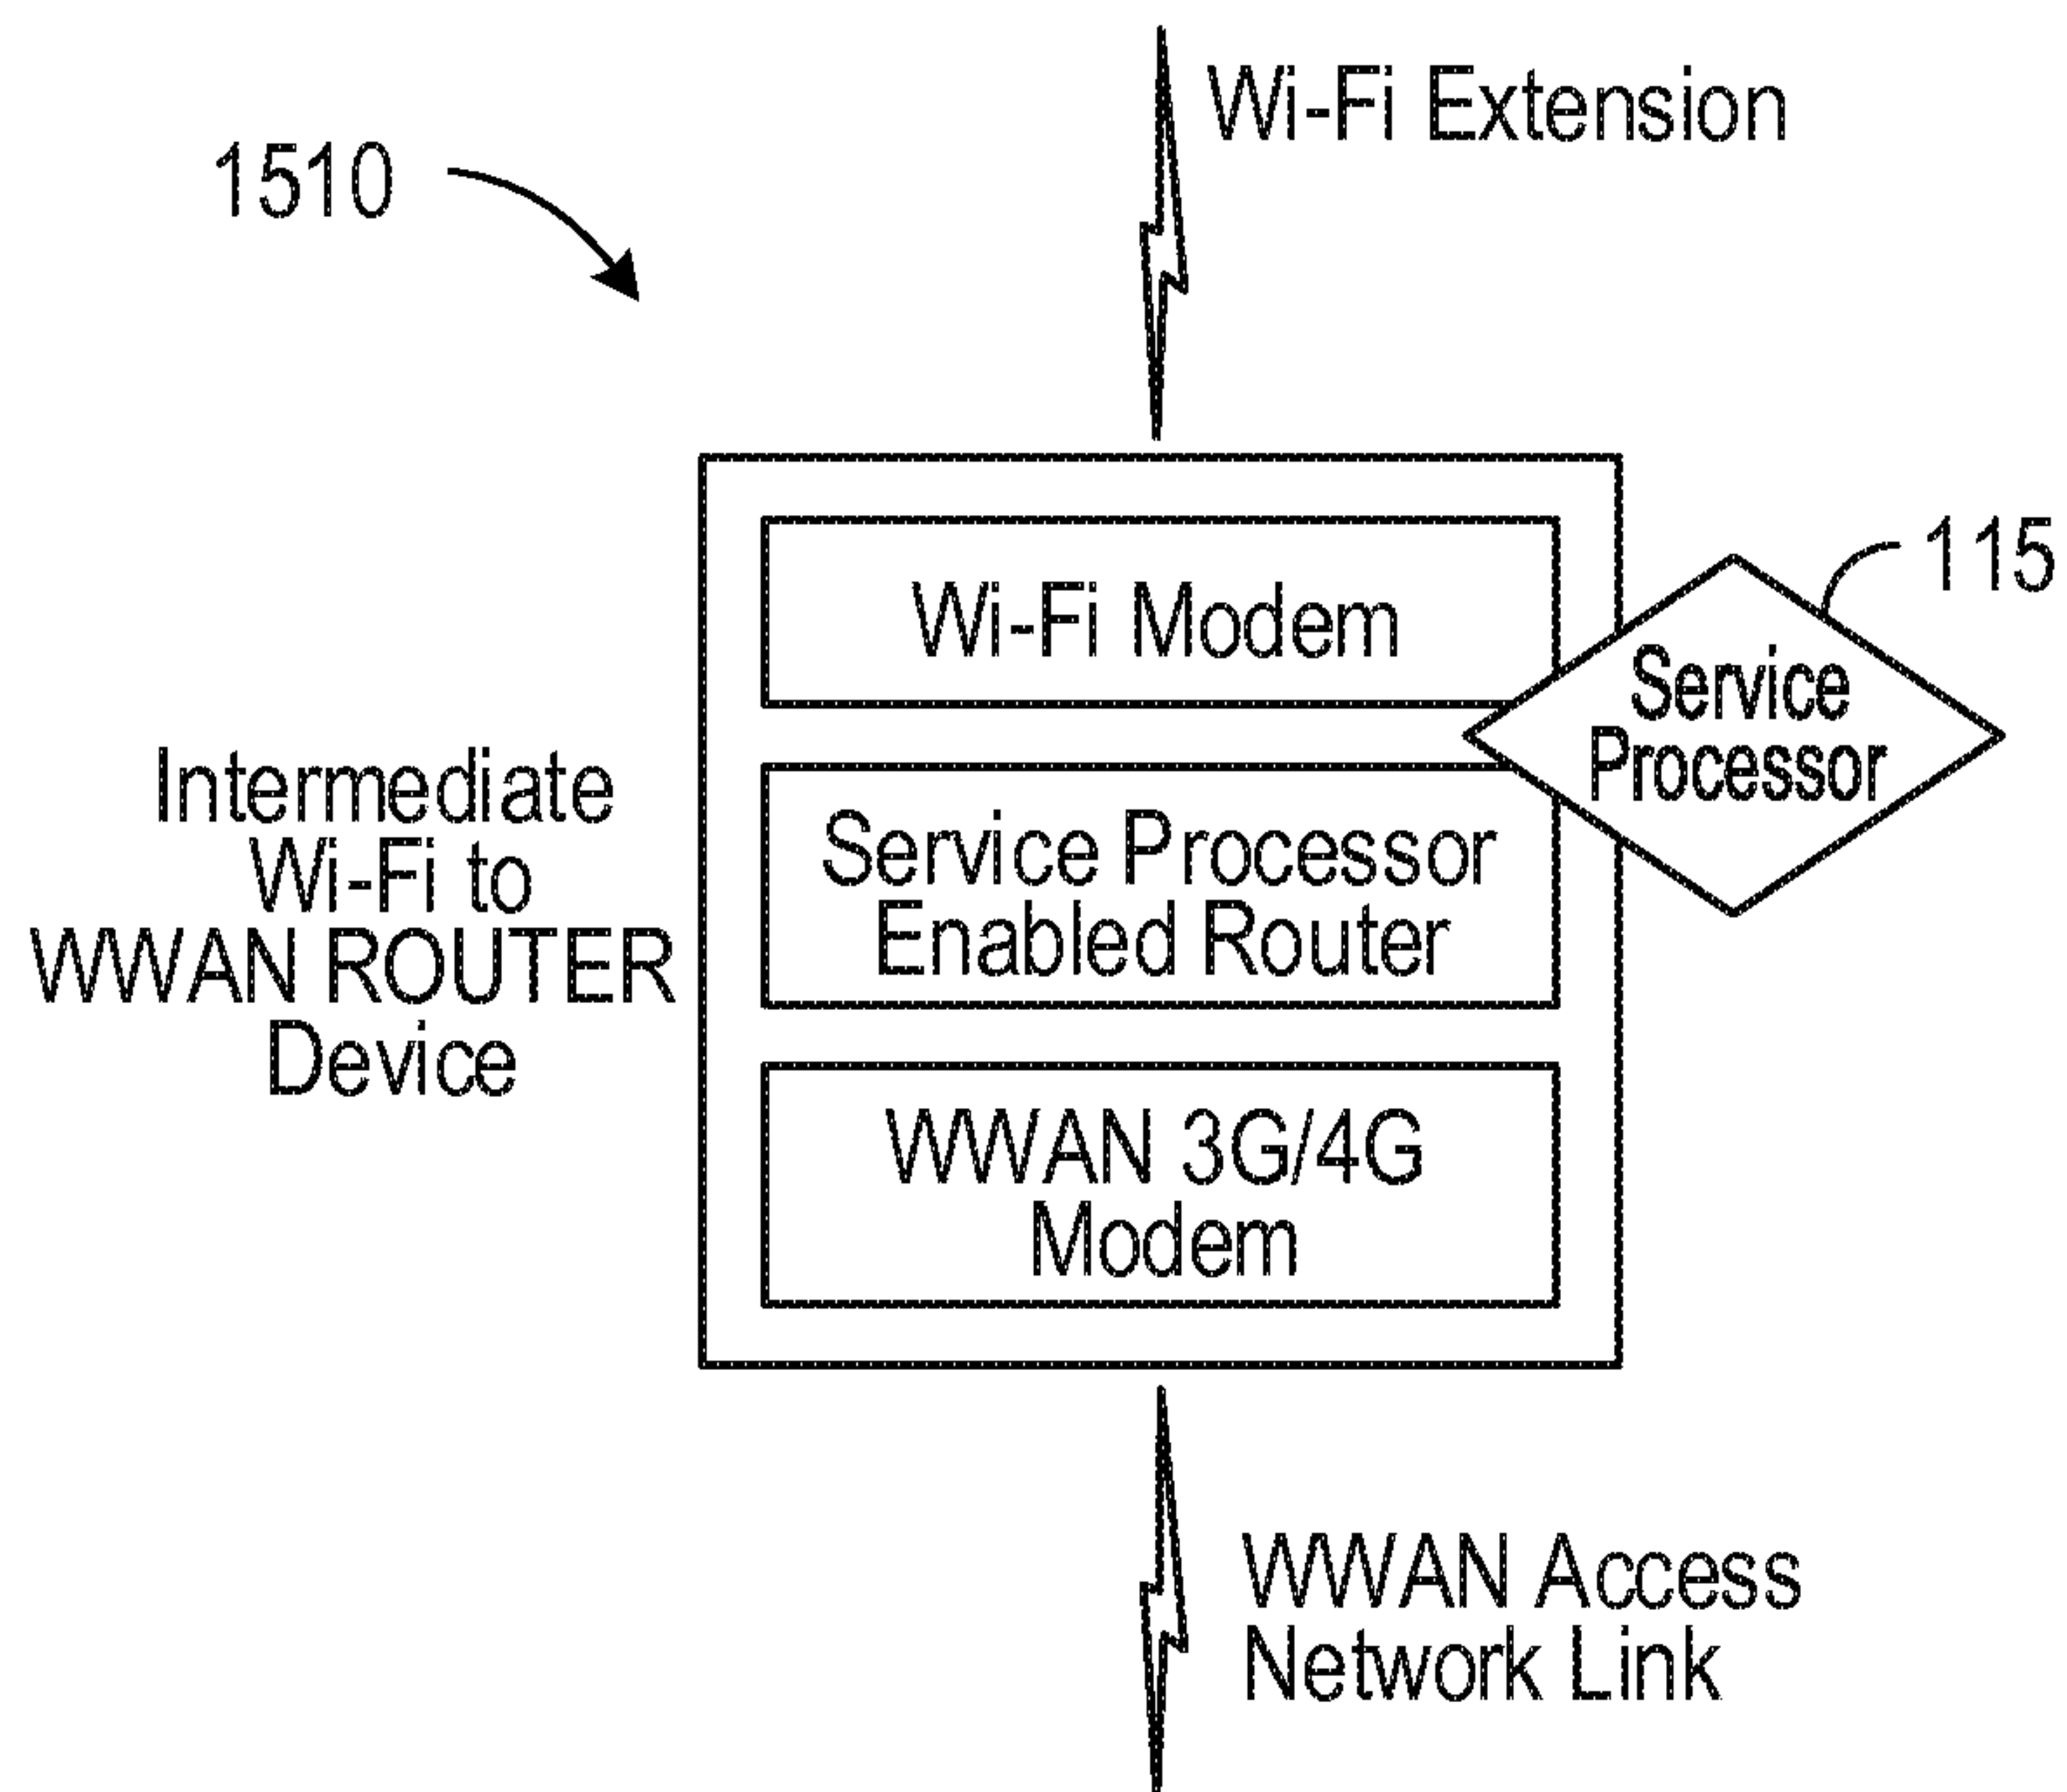 Wi-Fi Extension
1510
Wi-Fi Modem
115
Service
Processor
Intermediate
Wi-Fi to
WWAN ROUTER
Device
Service Processor
Enabled Router
WWAN 3G/4G
Modem
WWAN Access
Network Link